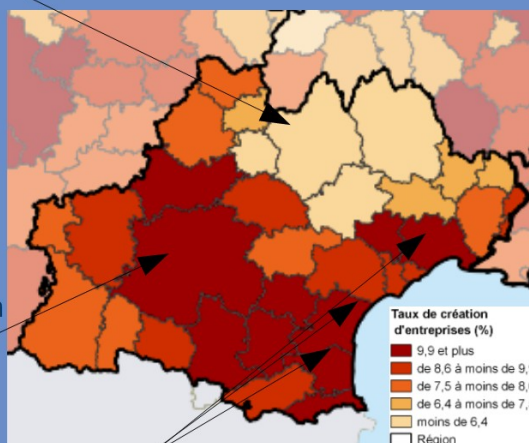 Taux de création
d'entreprises (%)
9,9 et plus
de 8,6 à moins de 9,
de 7,5 à moins de 8,
de 6,4 à moins de 7,
moins de 6,4
Région